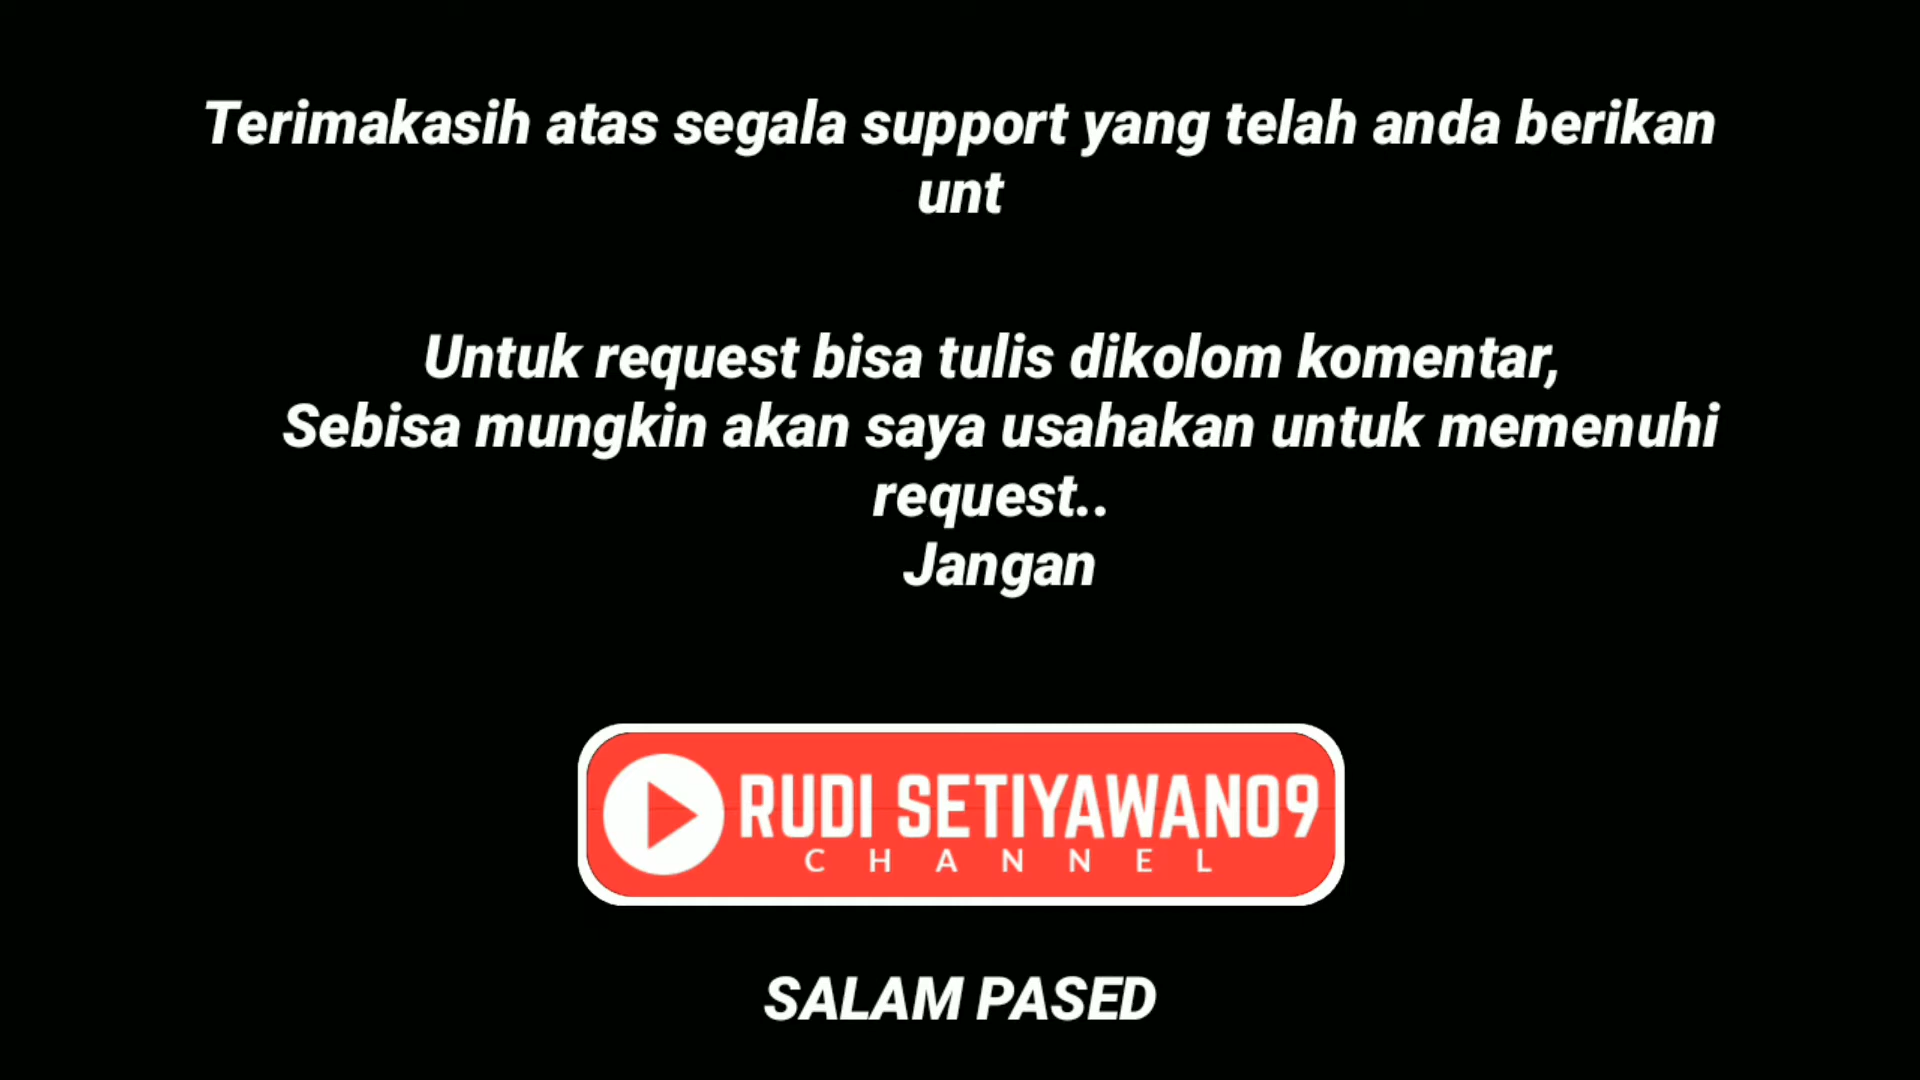 Terimakasih atas segala support yang telah anda berikan
unt
Untuk request bisa tulis dikolom komentar,
Sebisa mungkin akan saya usahakan untuk memenuhi
request..
Jangan
RUDI SETIYAWAN09
CHANNEL
SALAM PASED